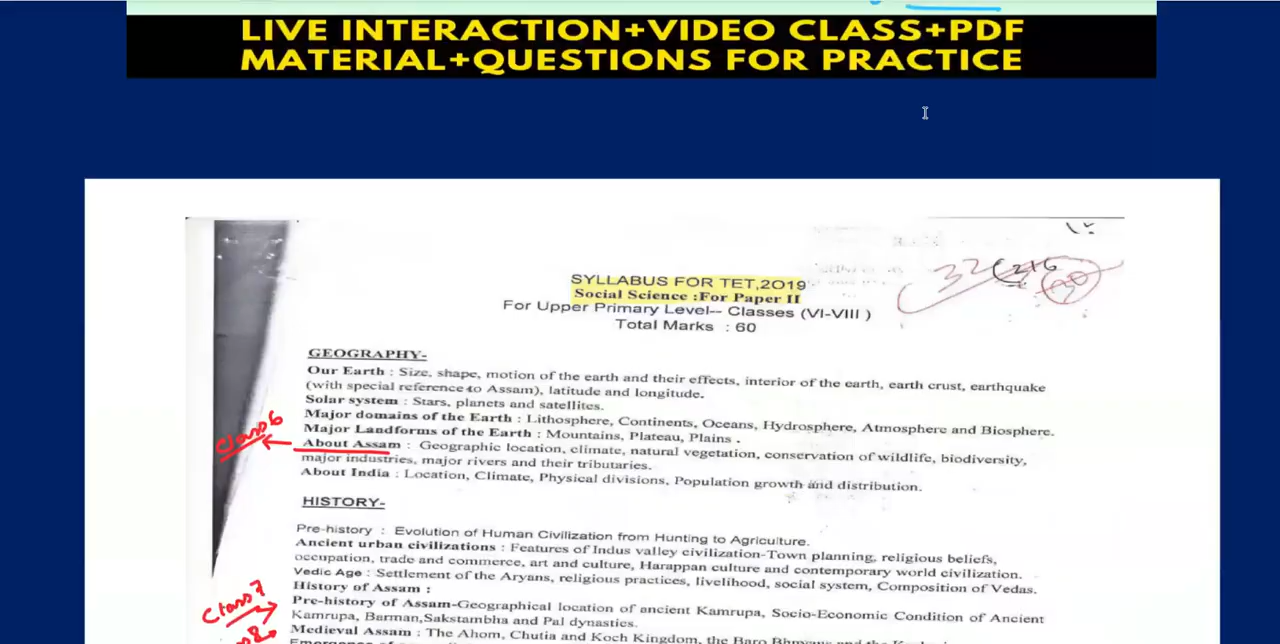 LIVE INTERACTION+VIDEO CLASS+PDF
MATERIAL+QUESTIONS FOR PRACTICE
SYLLABUS FOR TET,2O19
Social Science :For Paper II
For Upper Primary Level-- Classes (VI-VIII )
Total Marks : 60
32 (2×6
30
GEOGRAPHY-
Our Earth : Size, shape, motion of the earth and their effects, interior of the earth, earth crust, earthquake
(with special reference to Assam), latitude and longitude.
Solar system : Stars, planets and satellites.
Major domains of the Earth : Lithosphere, Continents, Oceans, Hydrosphere, Atmosphere and Biosphere.
Major Landforms of the Earth : Mountains, Plateau, Plains .
Class 6
About Assam : Geographic location, climate, natural vegetation, conservation of wildlife, biodiversity,
major industries, major rivers and their tributaries.
About India : Location, Climate, Physical divisions, Population growth and distribution.
HISTORY-
Pre-history : Evolution of Human Civilization from Hunting to Agriculture.
Ancient urban civilizations : Features of Indus valley civilization-Town planning, religious beliefs,
occupation, trade and commerce, art and culture, Harappan culture and contemporary world civilization.
Vedic Age : Settlement of the Aryans, religious practices, livelihood, social system, Composition of Vedas.
History of Assam :
Class 7
Pre-history of Assam-Geographical location of ancient Kamrupa, Socio-Economic Condition of Ancient
Kamrupa, Barman,Sakstambha and Pal dynasties.
Medieval Assam : The Ahom, Chutia and Koch Kingdom, the Baro